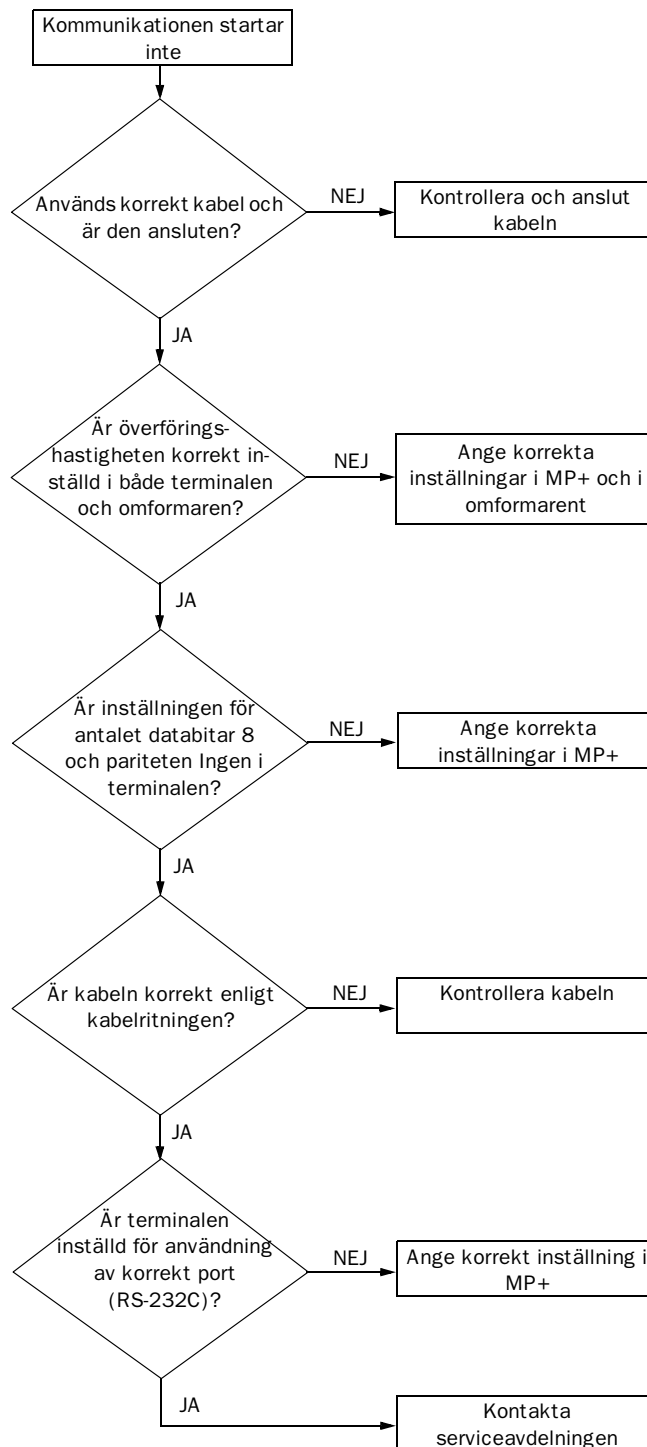 Kommunikationen startar
inte
Används korrekt kabel och
är den ansluten?
NEJ
Kontrollera och anslut
kabeln
JA
Är överförings-
hastigheten korrekt in-
ställd i både terminalen
och omformaren?
NEJ
Ange korrekta
inställningar i MP+ och i
omformarent
JA
Är inställningen för
antalet databitar 8
och pariteten Ingen i
terminalen?
NEJ
Ange korrekta
inställningar i MP+
JA
Är kabeln korrekt enligt
kabelritningen?
NEJ
Kontrollera kabeln
JA
Är terminalen
inställd för användning
av korrekt port
(RS-232C)?
NEJ
Ange korrekt inställning i
MP+
JA
Kontakta
serviceavdelningen